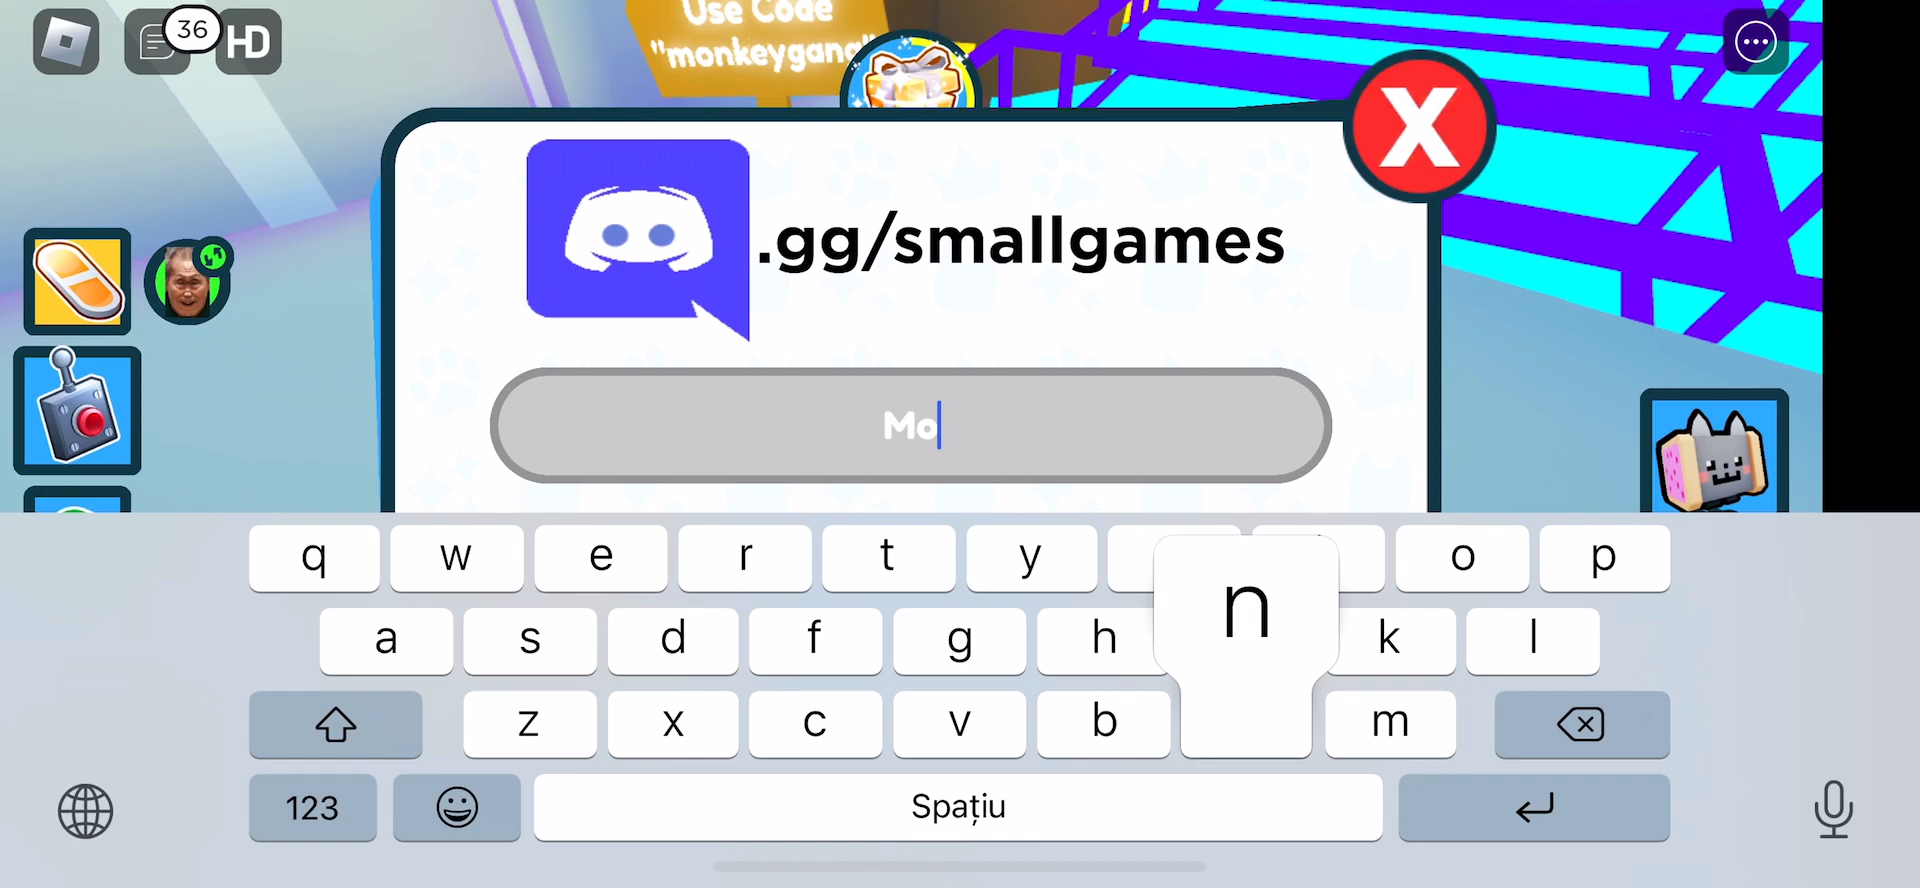 36
HD
Use Code
"monkeygang"
X
.gg/smallgames
Mo
q w e r t y o p
a s d f g h k l
n
z x c v b m
123
Spațiu